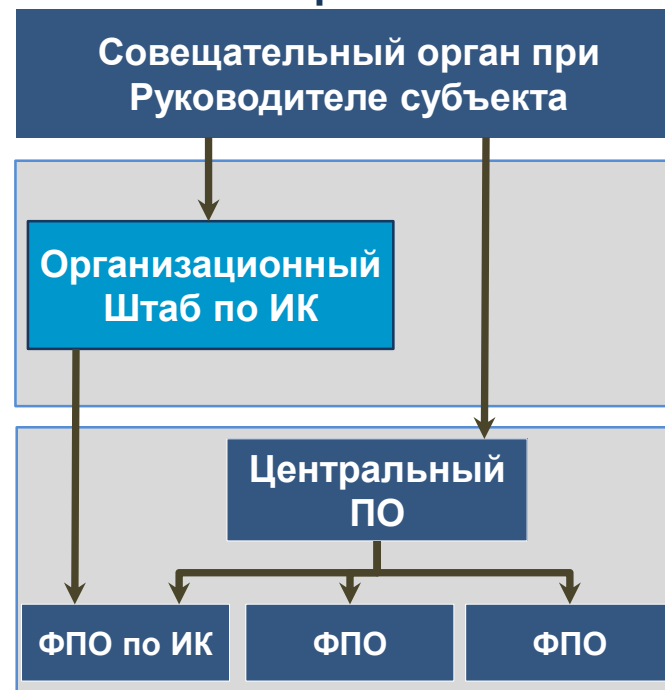 Совещательный орган при
Руководителе субъекта
Организационный
Штаб по ИК
Центральный
ПО
ФПО по ИК
ФПО
ФПО